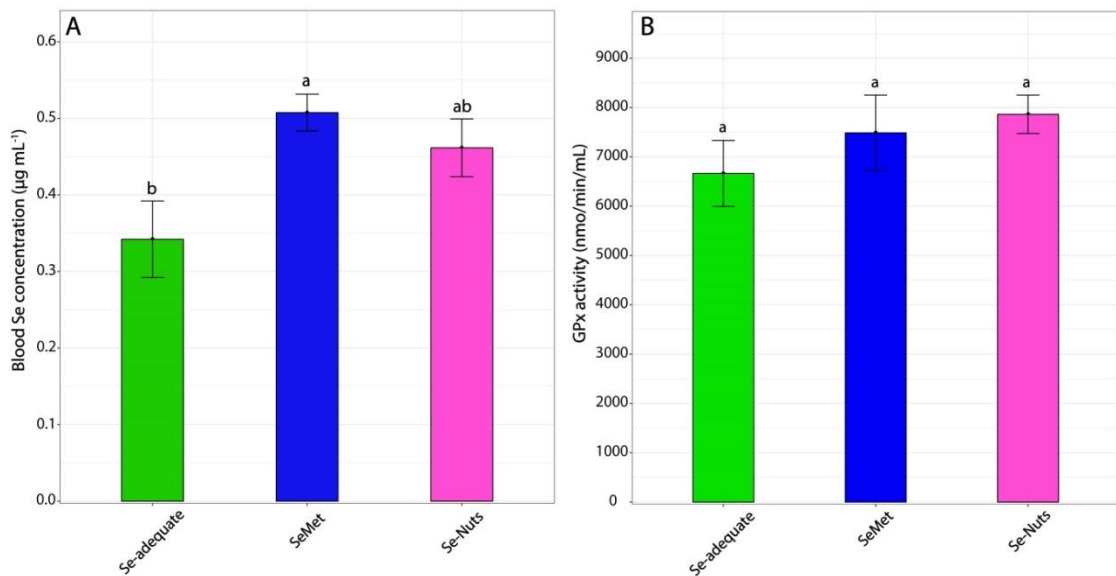 A
Blood Se concentration (µg mL⁻¹)
0.6
0.5
0.4
0.3
0.2
0.1
0.0
b
a
ab
Se-adequate
SeMet
Se-Nuts
B
GPx activity (nmo/min/mL)
9000
8000
7000
6000
5000
4000
3000
2000
1000
0
a
a
a
Se-adequate
SeMet
Se-Nuts